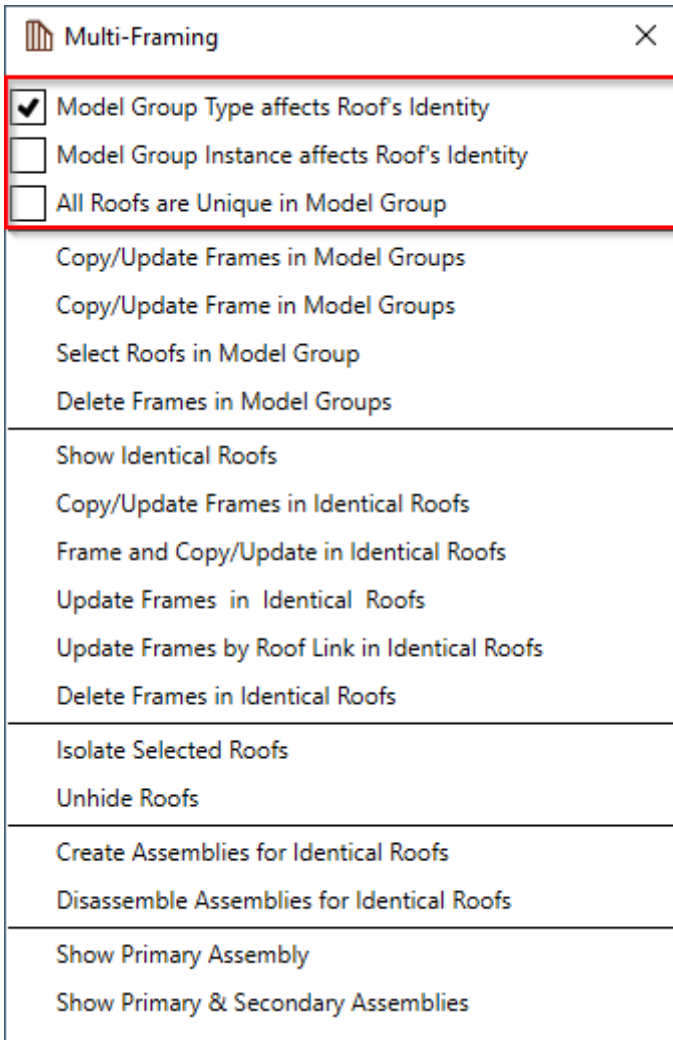 Multi-Framing
Model Group Type affects Roof's Identity
Model Group Instance affects Roof's Identity
All Roofs are Unique in Model Group
Copy/Update Frames in Model Groups
Copy/Update Frame in Model Groups
Select Roofs in Model Group
Delete Frames in Model Groups
Show Identical Roofs
Copy/Update Frames in Identical Roofs
Frame and Copy/Update in Identical Roofs
Update Frames in Identical Roofs
Update Frames by Roof Link in Identical Roofs
Delete Frames in Identical Roofs
Isolate Selected Roofs
Unhide Roofs
Create Assemblies for Identical Roofs
Disassemble Assemblies for Identical Roofs
Show Primary Assembly
Show Primary & Secondary Assemblies